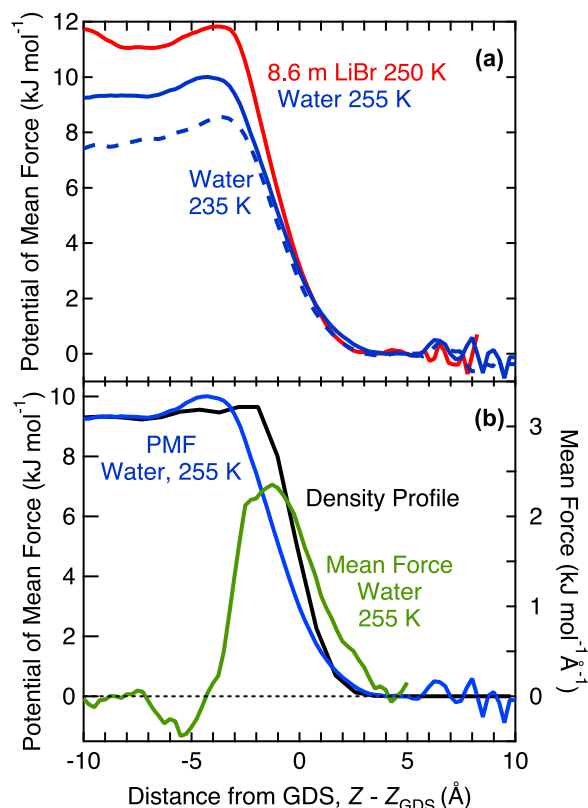 Potential of Mean Force (kJ mol⁻¹)
12
10
8
6
4
2
0
(a)
8.6 m LiBr 250 K
Water 255 K
Water
235 K
Potential of Mean Force (kJ mol⁻¹)
10
8
6
4
2
0
(b)
PMF
Water, 255 K
Density Profile
Mean Force
Water
255 K
3
2
1
0
Mean Force (kJ mol⁻¹ Å⁻¹)
-10
-5
0
5
10
Distance from GDS, Z - Z_GDS (Å)